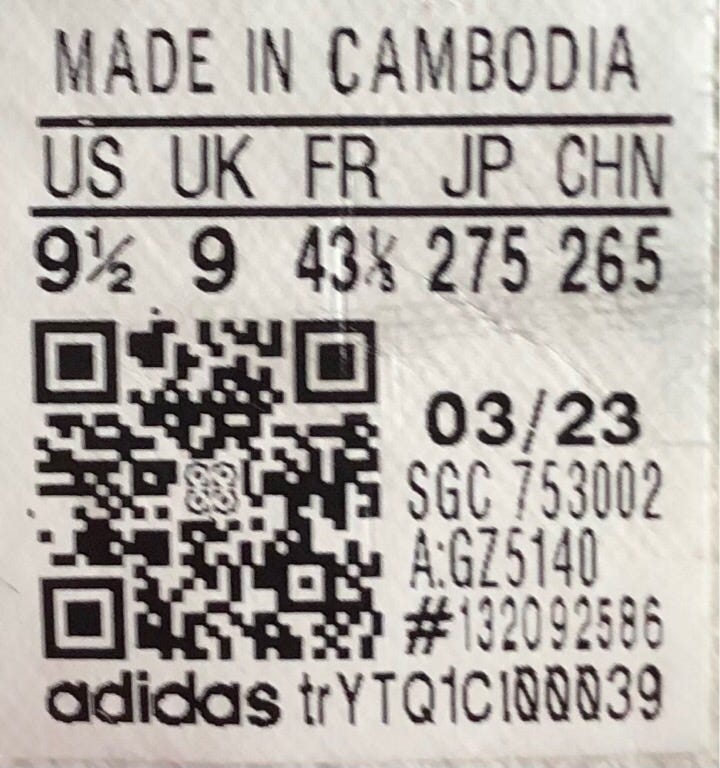 MADE IN CAMBODIA
US UK FR JP CHN
9½ 9 43⅓ 275 265
03/23
SGC 753002
A:GZ5140
#132092586
adidas trYTQ1C100039